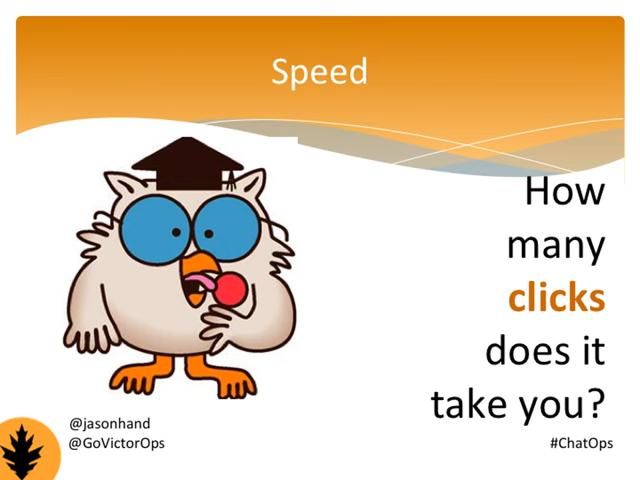 Speed
How
many
clicks
does it
take you?
@jasonhand
@GoVictorOps
#ChatOps